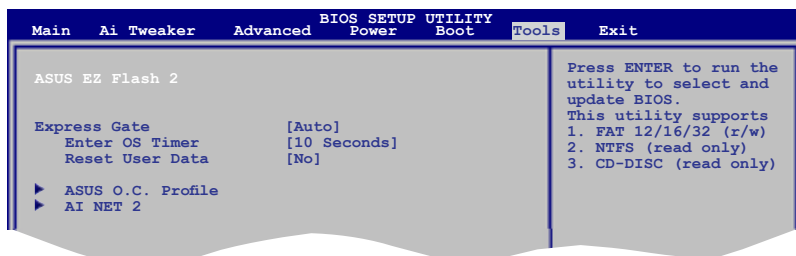 BIOS SETUP UTILITY
Main Ai Tweaker Advanced Power Boot Tools Exit
ASUS EZ Flash 2
Express Gate [Auto]
Enter OS Timer [10 Seconds]
Reset User Data [No]
ASUS O.C. Profile
AI NET 2
Press ENTER to run the
utility to select and
update BIOS.
This utility supports
1. FAT 12/16/32 (r/w)
2. NTFS (read only)
3. CD-DISC (read only)